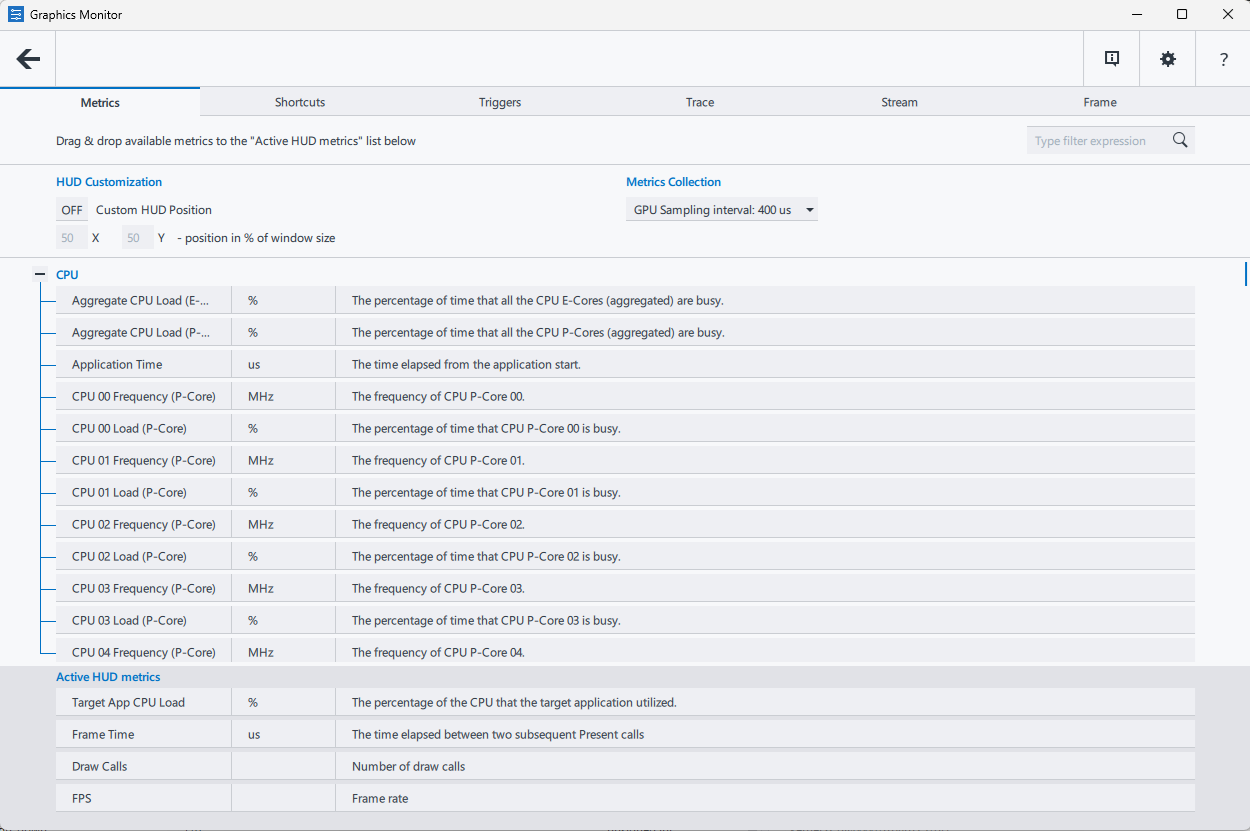 Graphics Monitor
?
Metrics Shortcuts Triggers Trace Stream Frame
Drag & drop available metrics to the "Active HUD metrics" list below
Type filter expression
HUD Customization
Metrics Collection
OFF Custom HUD Position
GPU Sampling interval: 400 us
50 X 50 Y - position in % of window size
CPU
Aggregate CPU Load (E-... % The percentage of time that all the CPU E-Cores (aggregated) are busy.
Aggregate CPU Load (P-... % The percentage of time that all the CPU P-Cores (aggregated) are busy.
Application Time us The time elapsed from the application start.
CPU 00 Frequency (P-Core) MHz The frequency of CPU P-Core 00.
CPU 00 Load (P-Core) % The percentage of time that CPU P-Core 00 is busy.
CPU 01 Frequency (P-Core) MHz The frequency of CPU P-Core 01.
CPU 01 Load (P-Core) % The percentage of time that CPU P-Core 01 is busy.
CPU 02 Frequency (P-Core) MHz The frequency of CPU P-Core 02.
CPU 02 Load (P-Core) % The percentage of time that CPU P-Core 02 is busy.
CPU 03 Frequency (P-Core) MHz The frequency of CPU P-Core 03.
CPU 03 Load (P-Core) % The percentage of time that CPU P-Core 03 is busy.
CPU 04 Frequency (P-Core) MHz The frequency of CPU P-Core 04.
Active HUD metrics
Target App CPU Load % The percentage of the CPU that the target application utilized.
Frame Time us The time elapsed between two subsequent Present calls
Draw Calls Number of draw calls
FPS Frame rate